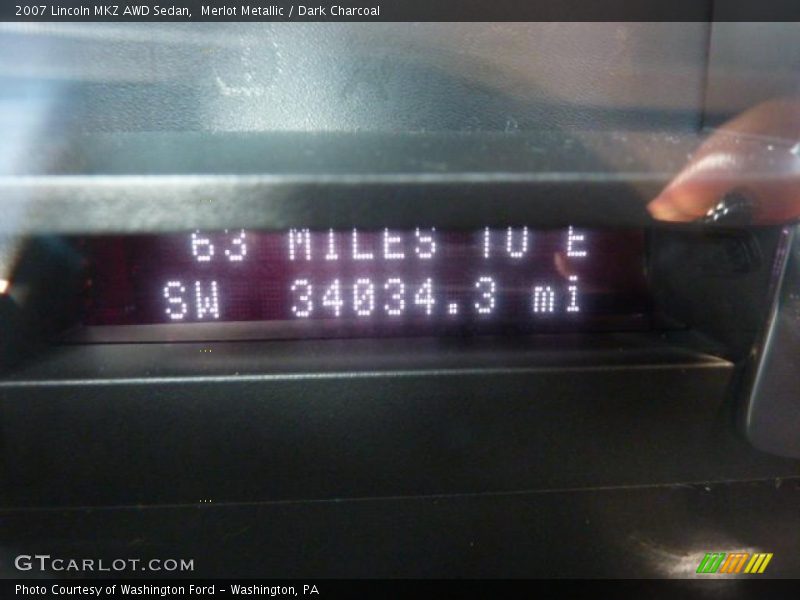 2007 Lincoln MKZ AWD Sedan,  Merlot Metallic / Dark Charcoal
63 MILES TO E
SW 34034.3 mi
GTCARLOT.COM
Photo Courtesy of Washington Ford - Washington, PA